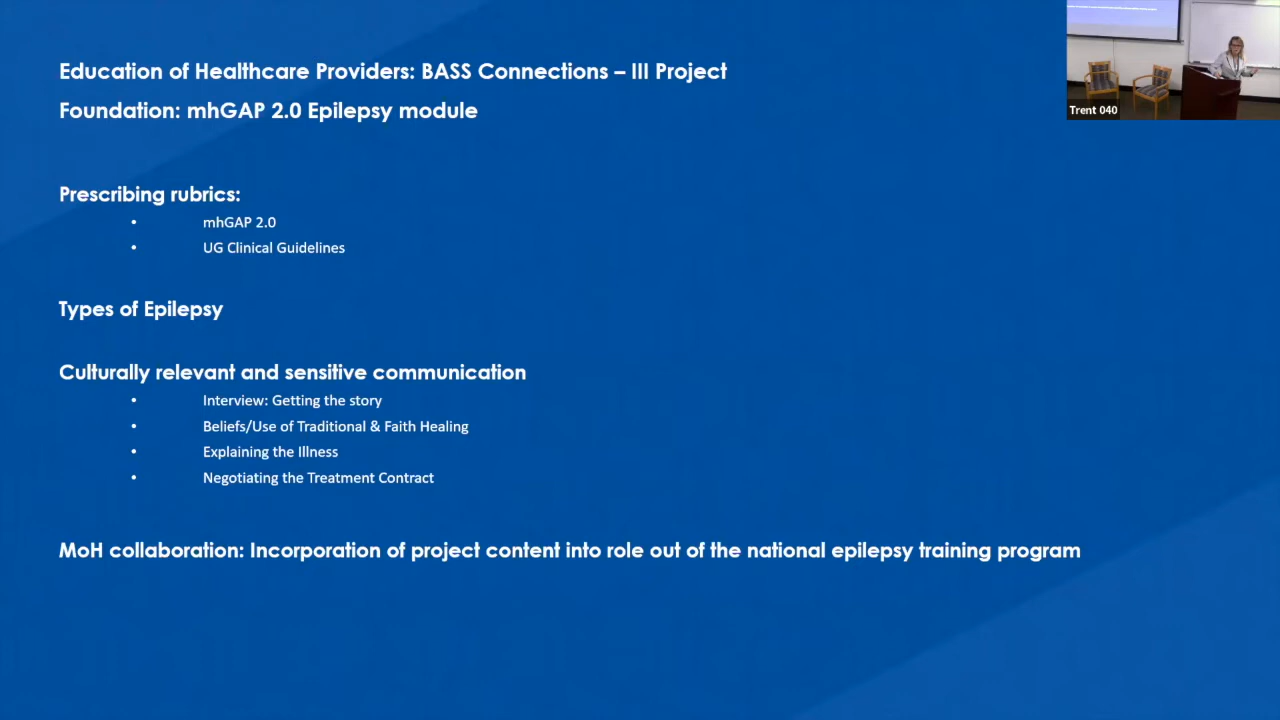 Education of Healthcare Providers: BASS Connections – III Project
Foundation: mhGAP 2.0 Epilepsy module
Prescribing rubrics:
• mhGAP 2.0
• UG Clinical Guidelines
Types of Epilepsy
Culturally relevant and sensitive communication
• Interview: Getting the story
• Beliefs/Use of Traditional & Faith Healing
• Explaining the Illness
• Negotiating the Treatment Contract
MoH collaboration: Incorporation of project content into role out of the national epilepsy training program
Trent 040